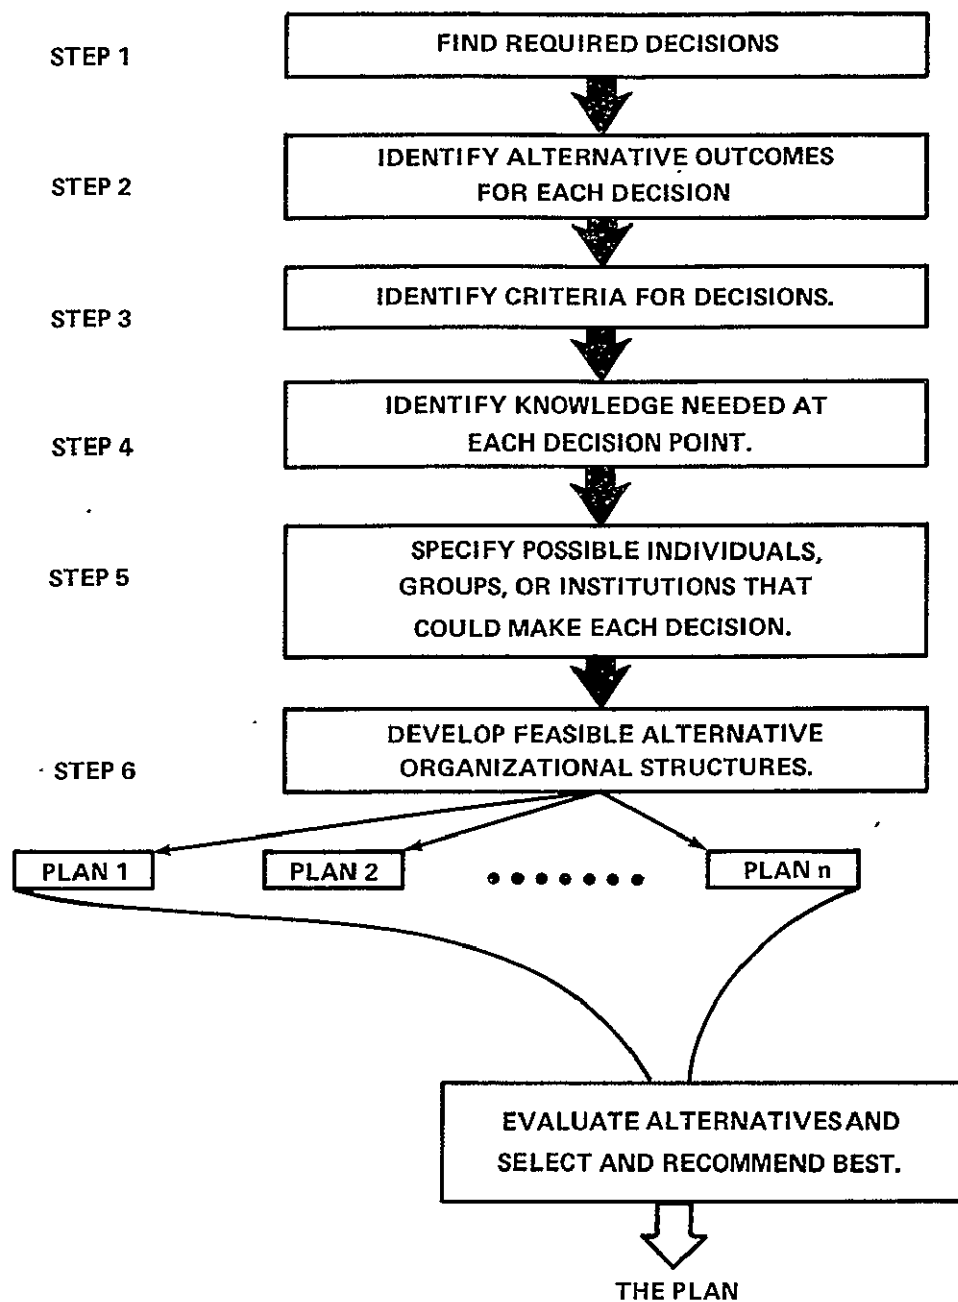 STEP 1
FIND REQUIRED DECISIONS
STEP 2
IDENTIFY ALTERNATIVE OUTCOMES
FOR EACH DECISION
STEP 3
IDENTIFY CRITERIA FOR DECISIONS.
STEP 4
IDENTIFY KNOWLEDGE NEEDED AT
EACH DECISION POINT.
STEP 5
SPECIFY POSSIBLE INDIVIDUALS,
GROUPS, OR INSTITUTIONS THAT
COULD MAKE EACH DECISION.
STEP 6
DEVELOP FEASIBLE ALTERNATIVE
ORGANIZATIONAL STRUCTURES.
PLAN 1
PLAN 2
PLAN n
EVALUATE ALTERNATIVES AND
SELECT AND RECOMMEND BEST.
THE PLAN